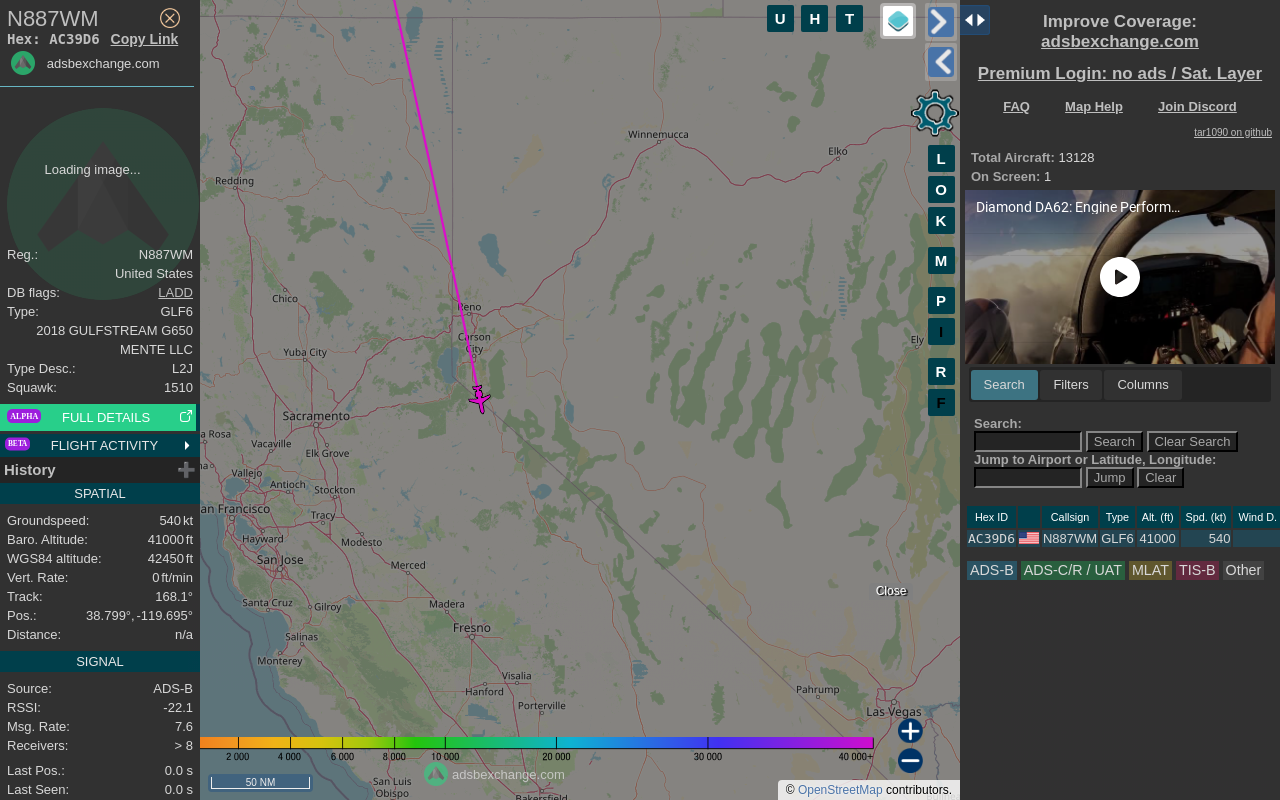 N887WM
Hex: AC39D6 Copy Link
adsbexchange.com
Loading image...
Reg.: N887WM
United States
DB flags: LADD
Type: GLF6
2018 GULFSTREAM G650
MENTE LLC
Type Desc.: L2J
Squawk: 1510
ALPHA FULL DETAILS
BETA FLIGHT ACTIVITY
History
SPATIAL
Groundspeed: 540 kt
Baro. Altitude: 41000 ft
WGS84 altitude: 42450 ft
Vert. Rate: 0 ft/min
Track: 168.1°
Pos.: 38.799°, -119.695°
Distance: n/a
SIGNAL
Source: ADS-B
RSSI: -22.1
Msg. Rate: 7.6
Receivers: > 8
Last Pos.: 0.0 s
Last Seen: 0.0 s
U H T
L
O
K
M
P
I
R
F
Winnemucca
Elko
Redding
Chico
Reno
Carson
City
Ely
Yuba City
Sacramento
a Rosa
Vacaville
Elk Grove
na
Vallejo
Antioch
Stockton
an Francisco
Tracy
Hayward
Modesto
San Jose
Merced
Santa Cruz
Gilroy
Madera
Salinas
Fresno
Monterey
Visalia
Hanford
Porterville
Pahrump
Las Vegas
San Luis
Obispo
Bakersfield
Close
2 000 4 000 6 000 8 000 10 000 20 000 30 000 40 000+
50 NM
adsbexchange.com
© OpenStreetMap contributors.
Improve Coverage:
adsbexchange.com
Premium Login: no ads / Sat. Layer
FAQ Map Help Join Discord
tar1090 on github
Total Aircraft: 13128
On Screen: 1
Diamond DA62: Engine Perform...
Search Filters Columns
Search:
Search Clear Search
Jump to Airport or Latitude, Longitude:
Jump Clear
Hex ID Callsign Type Alt. (ft) Spd. (kt) Wind D.
AC39D6 N887WM GLF6 41000 540
ADS-B ADS-C/R / UAT MLAT TIS-B Other